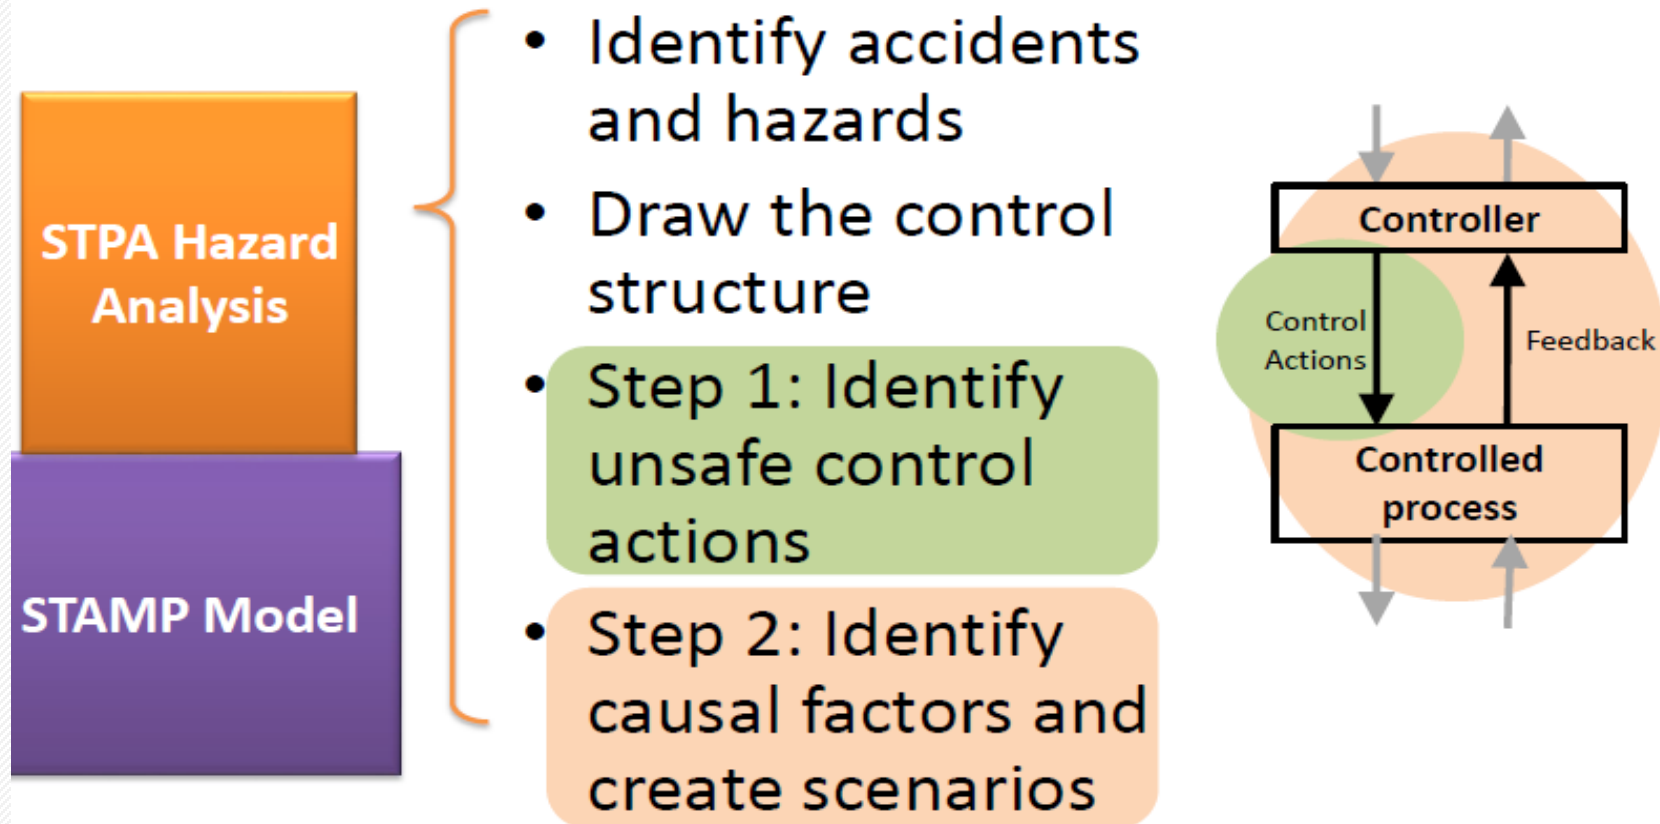 STPA Hazard
Analysis
STAMP Model
• Identify accidents
and hazards
• Draw the control
structure
• Step 1: Identify
unsafe control
actions
• Step 2: Identify
causal factors and
create scenarios
Controller
Control
Actions
Feedback
Controlled
process